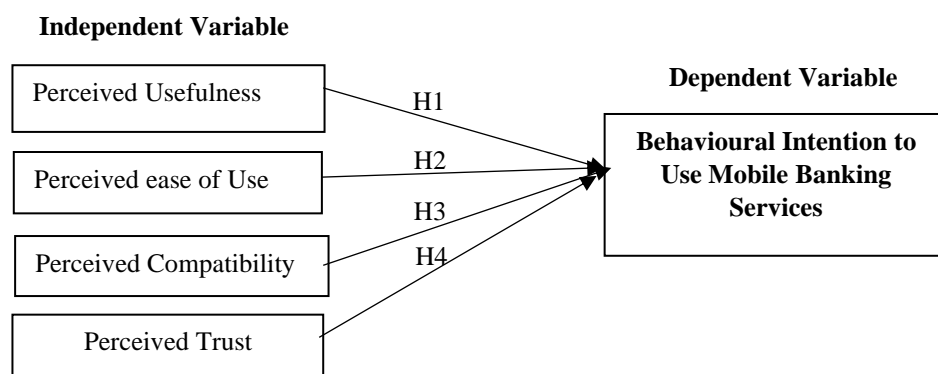 Independent Variable
Perceived Usefulness
Perceived ease of Use
Perceived Compatibility
Perceived Trust
H1
H2
H3
H4
Dependent Variable
Behavioural Intention to
Use Mobile Banking
Services